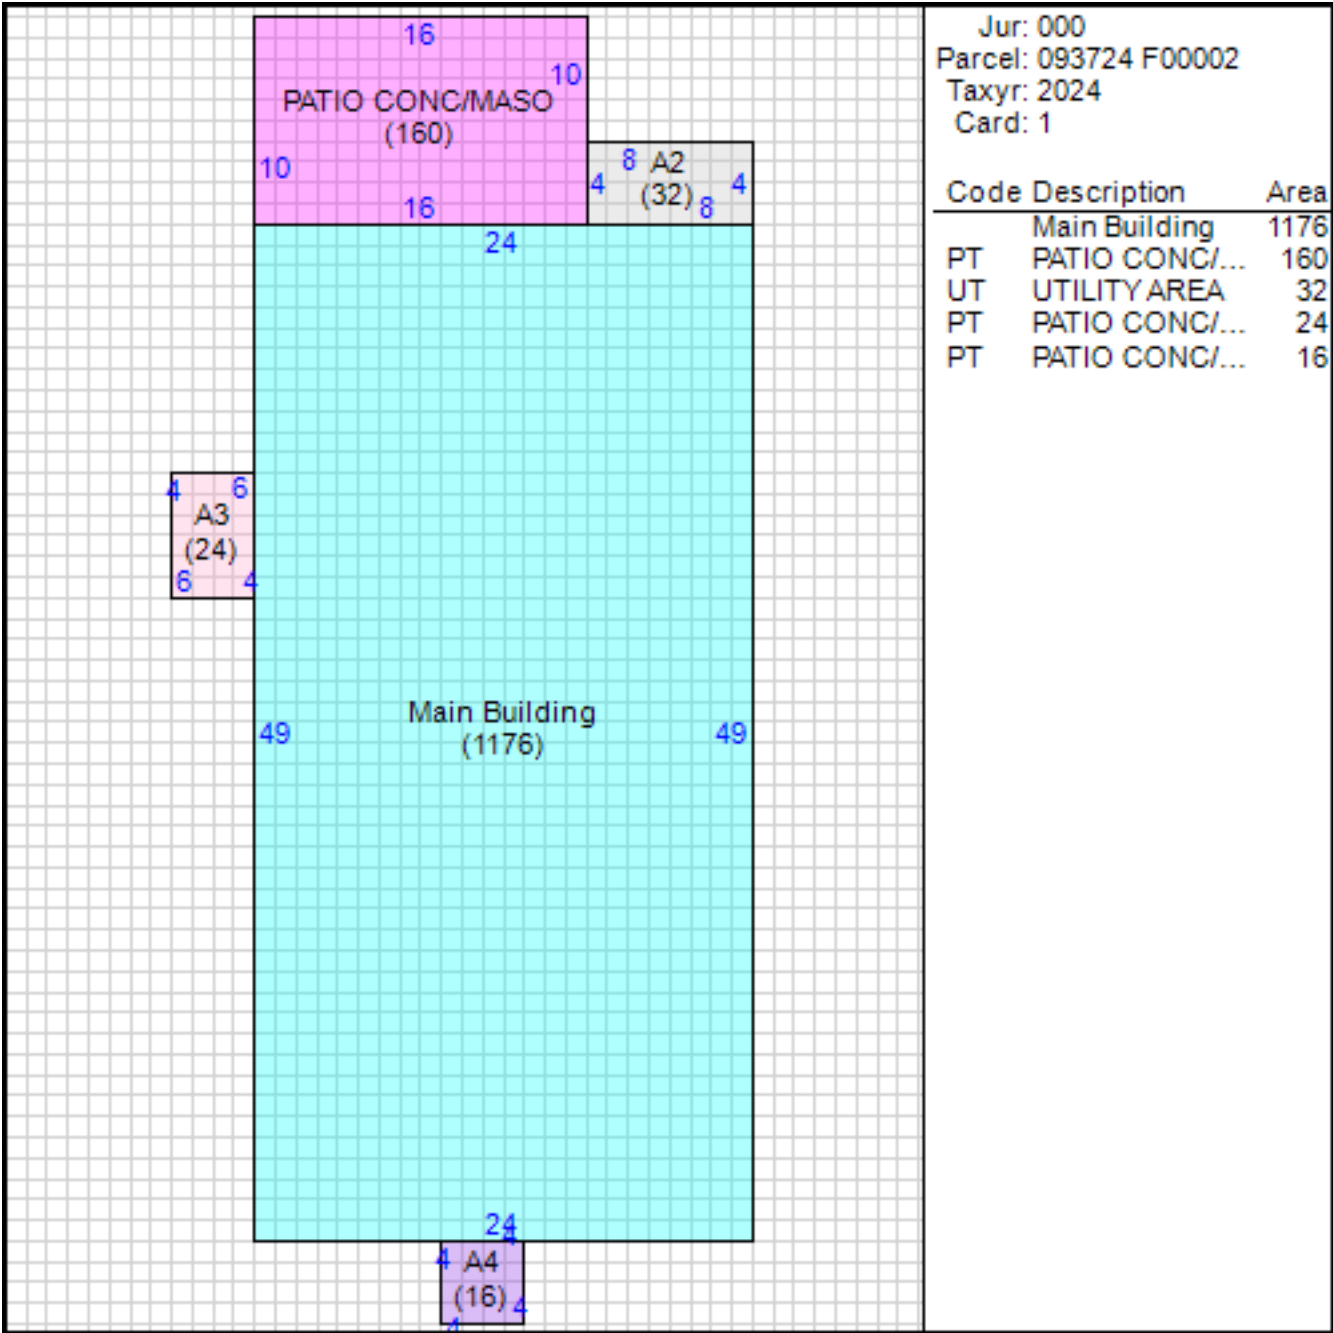 16
10
PATIO CONC/MASO
(160)
10
16
8 A2
4 (32) 4
8
24
4 6
A3
(24)
6 4
Main Building
49 49
(1176)
24
4
4 A4
(16) 4
4
Jur: 000
Parcel: 093724 F00002
Taxyr: 2024
Card: 1
Code Description Area
Main Building 1176
PT PATIO CONC/... 160
UT UTILITY AREA 32
PT PATIO CONC/... 24
PT PATIO CONC/... 16